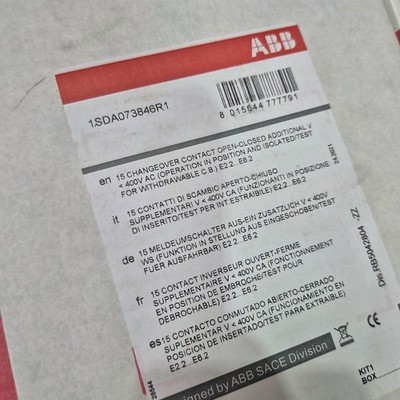 ABB
1SDA073846R1
8 015644 777791
en 15 CHANGEOVER CONTACT OPEN-CLOSED ADDITIONAL V
< 400V AC (OPERATION IN POSITION AND ISOLATED/TEST
FOR WITHDRAWABLE C.B.) E2.2...E6.2
it 15 CONTATTI DI SCAMBIO APERTO-CHIUSO
SUPPLEMENTARI V < 400V CA (FUNZIONANTI IN POSIZIONE
DI INSERITO/TEST PER INT ESTRAIBILE) E2.2...E6.2
de 15 MELDEUMSCHALTER AUS-EIN ZUSATZLICH V < 400V
WS (FUNKTION IN STELLUNG AUS EINGESHOBEN/TEST
FUER AUSFAHRBAR) E2.2...E6.2
fr 15 CONTACT INVERSEUR OUVERT-FERME
SUPPLEMENTAIRE V < 400V CA (FONCTIONNEMENT
EN POSITION DE EMBROCHE/TEST POUR
DEBROCHABLE) E2.2...E6.2
es 15 CONTACTO CONMUTADO ABIERTO-CERRADO
SUPLEMENTAR V < 400V CA (FUNCIONAMIENTO EN
POSICION DE INSERTADO/TEST PARA EXTRAIBLE)
E2.2...E6.2
CE
KIT1
BOX
signed by ABB SACE Division